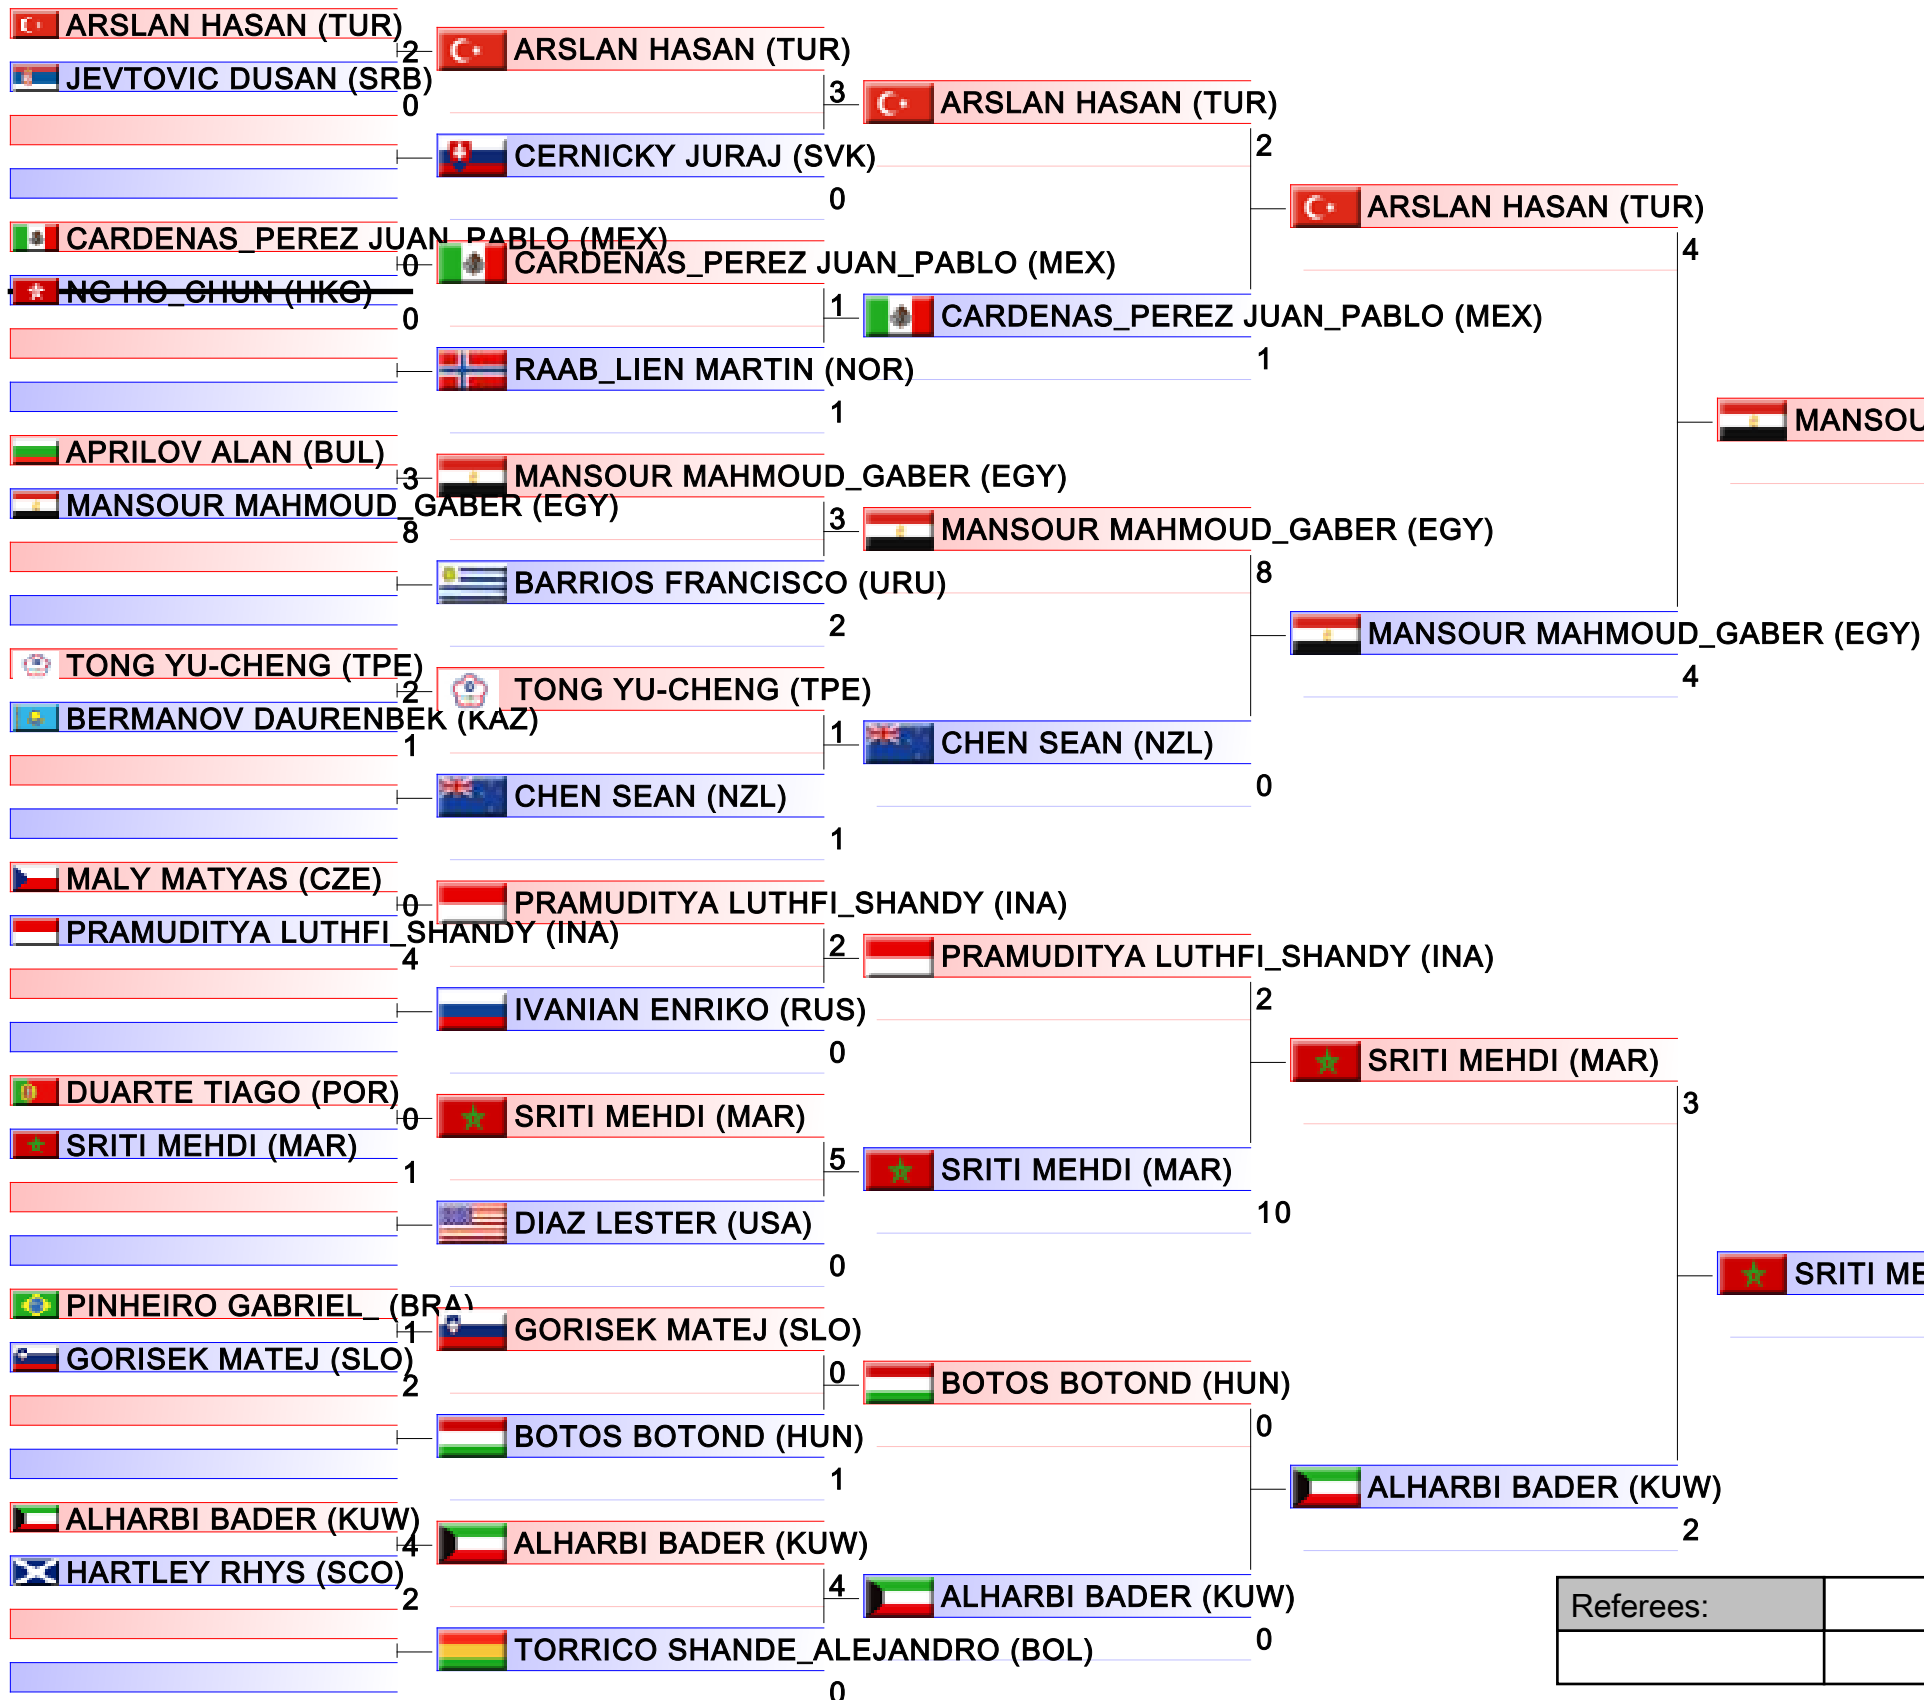 ARSLAN HASAN (TUR)
2
JEVTOVIC DUSAN (SRB)
0
CARDENAS_PEREZ JUAN_PABLO (MEX)
0
NG HO_CHUN (HKG)
0
APRILOV ALAN (BUL)
3
MANSOUR MAHMOUD_GABER (EGY)
8
TONG YU-CHENG (TPE)
2
BERMANOV DAURENBEK (KAZ)
1
MALY MATYAS (CZE)
0
PRAMUDITYA LUTHFI_SHANDY (INA)
4
DUARTE TIAGO (POR)
0
SRITI MEHDI (MAR)
1
PINHEIRO GABRIEL_ (BRA)
1
GORISEK MATEJ (SLO)
2
ALHARBI BADER (KUW)
4
HARTLEY RHYS (SCO)
2
ARSLAN HASAN (TUR)
3
CERNICKY JURAJ (SVK)
0
CARDENAS_PEREZ JUAN_PABLO (MEX)
1
RAAB_LIEN MARTIN (NOR)
1
MANSOUR MAHMOUD_GABER (EGY)
3
BARRIOS FRANCISCO (URU)
2
TONG YU-CHENG (TPE)
1
CHEN SEAN (NZL)
1
PRAMUDITYA LUTHFI_SHANDY (INA)
2
IVANIAN ENRIKO (RUS)
0
SRITI MEHDI (MAR)
5
DIAZ LESTER (USA)
0
GORISEK MATEJ (SLO)
0
BOTOS BOTOND (HUN)
1
ALHARBI BADER (KUW)
4
TORRICO SHANDE_ALEJANDRO (BOL)
0
ARSLAN HASAN (TUR)
2
CARDENAS_PEREZ JUAN_PABLO (MEX)
1
MANSOUR MAHMOUD_GABER (EGY)
8
CHEN SEAN (NZL)
0
PRAMUDITYA LUTHFI_SHANDY (INA)
2
SRITI MEHDI (MAR)
10
BOTOS BOTOND (HUN)
0
ALHARBI BADER (KUW)
0
ARSLAN HASAN (TUR)
4
MANSOUR MAHMOUD_GABER (EGY)
4
SRITI MEHDI (MAR)
3
ALHARBI BADER (KUW)
2
MANSOU
SRITI ME
Referees: